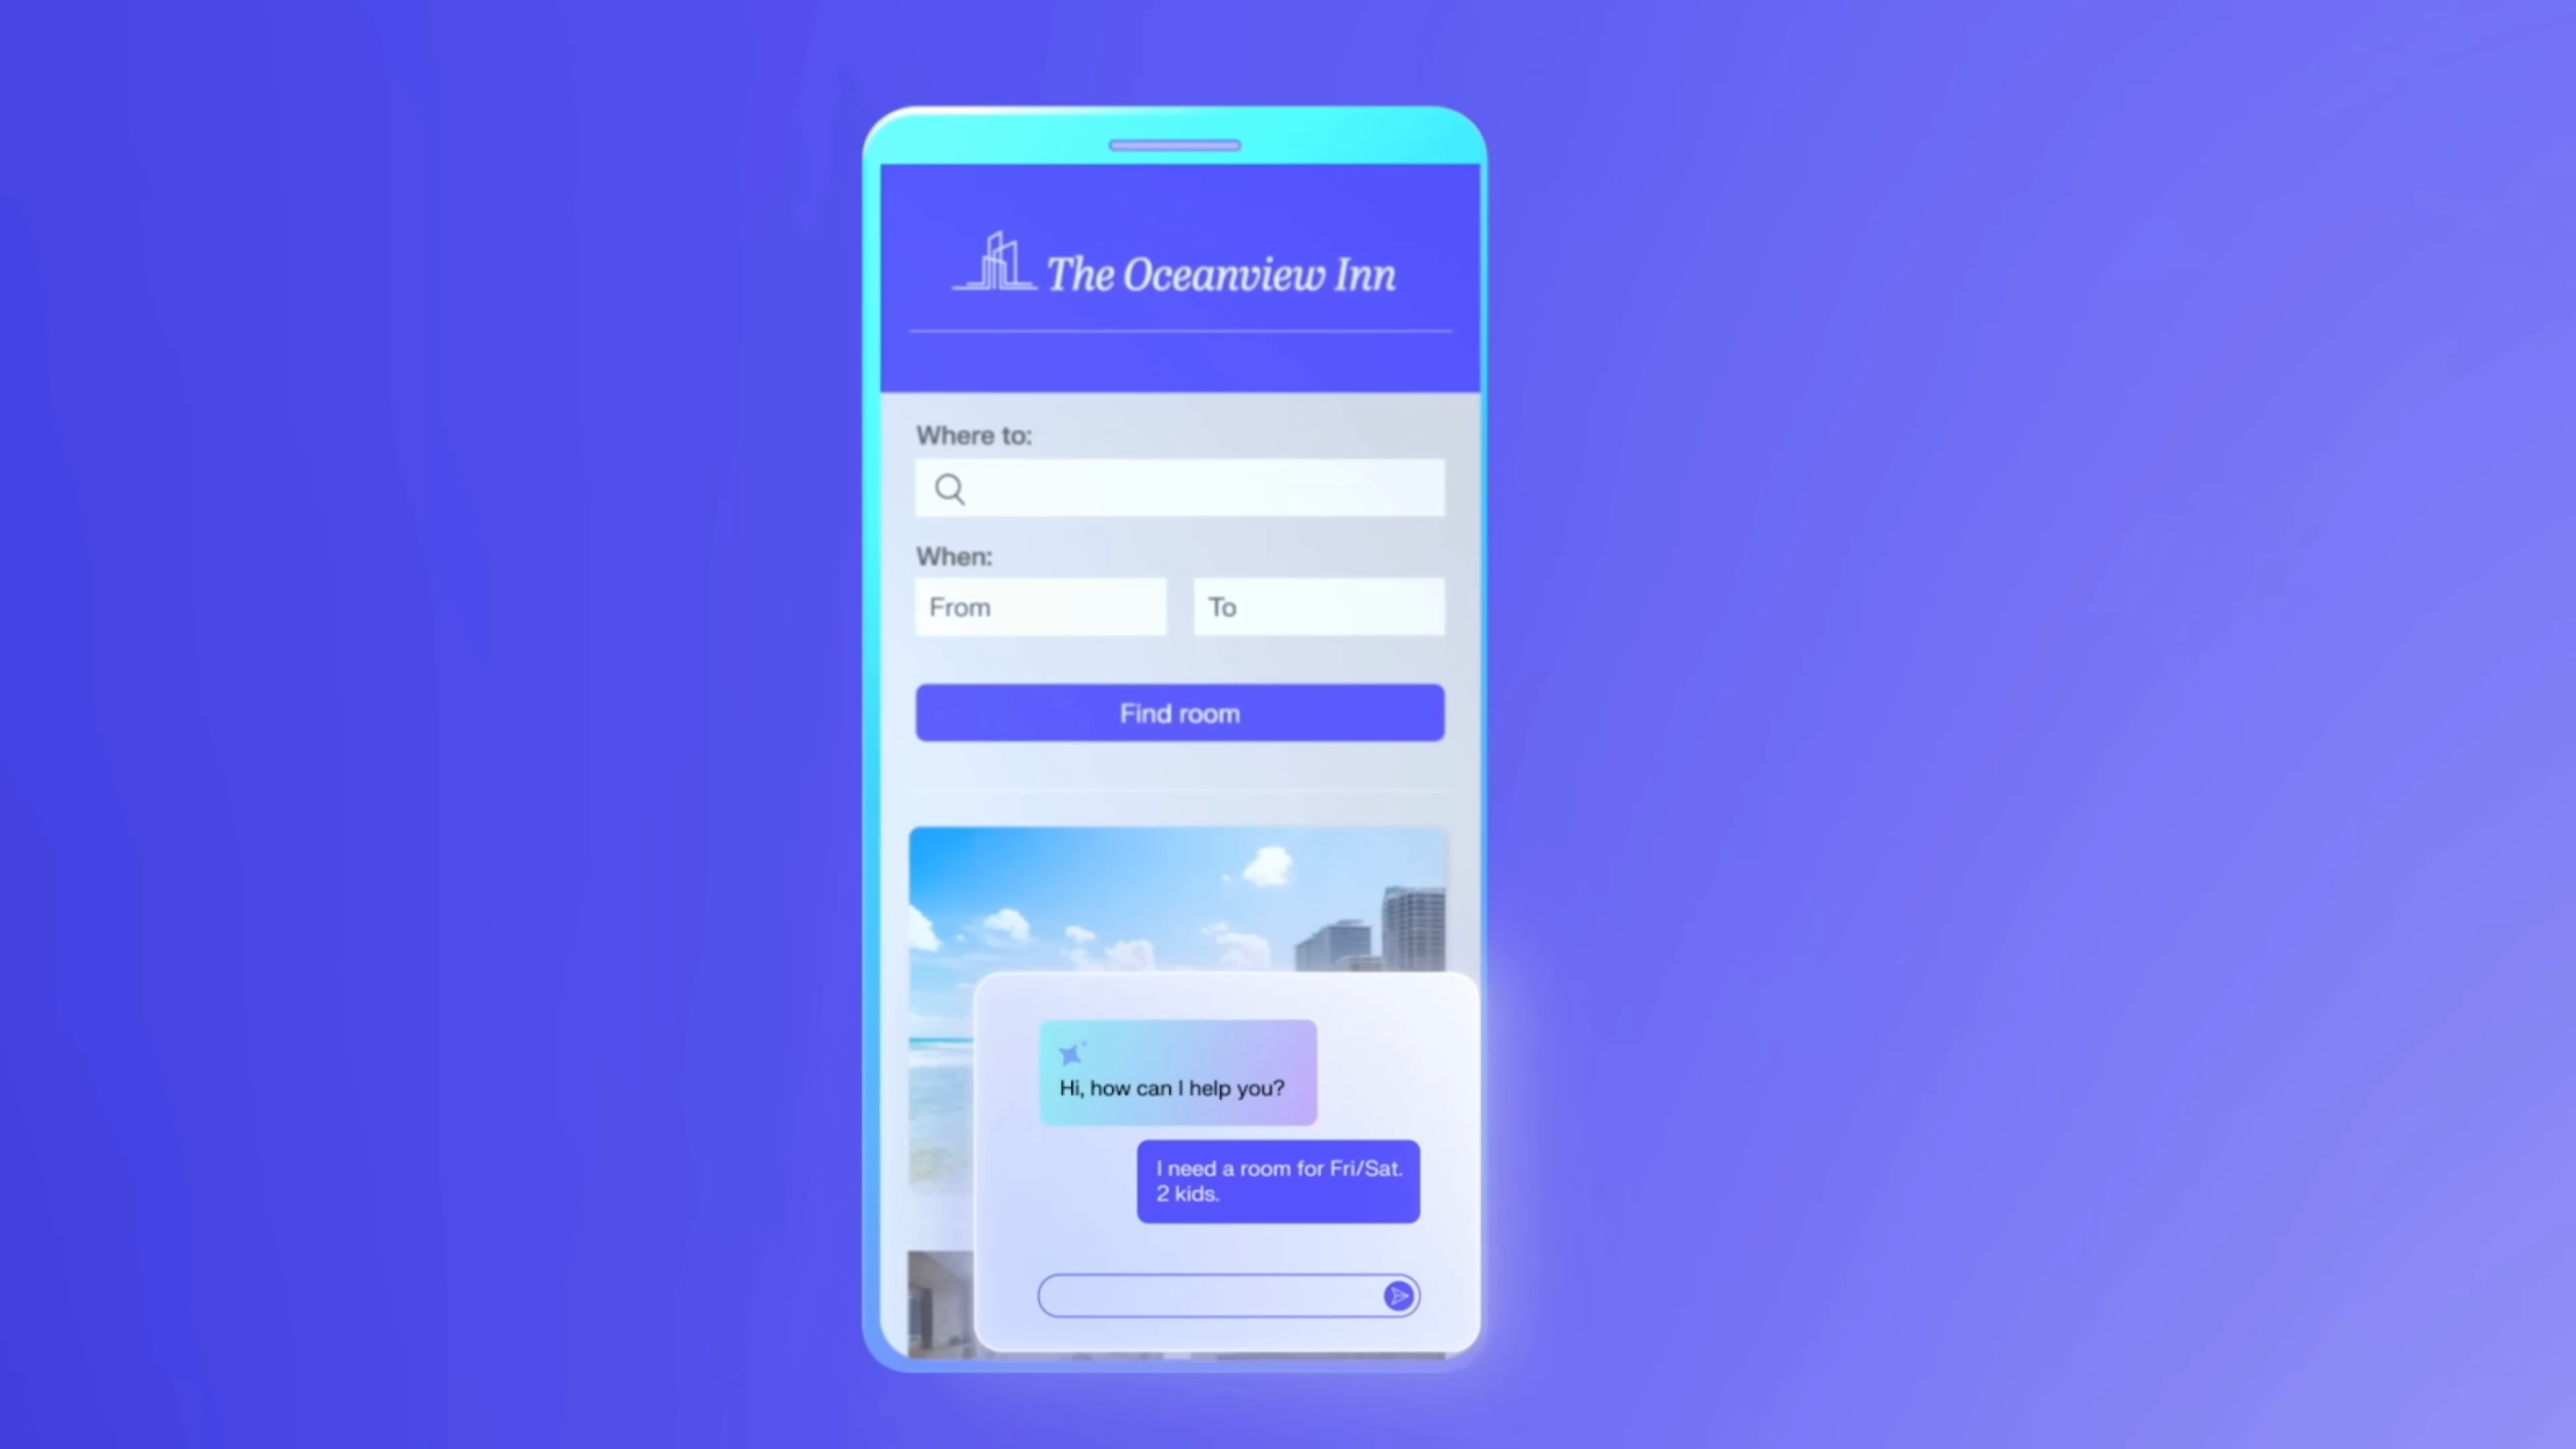 The Oceanview Inn
Where to:
When:
From
To
Find room
Hi, how can I help you?
I need a room for Fri/Sat.
2 kids.